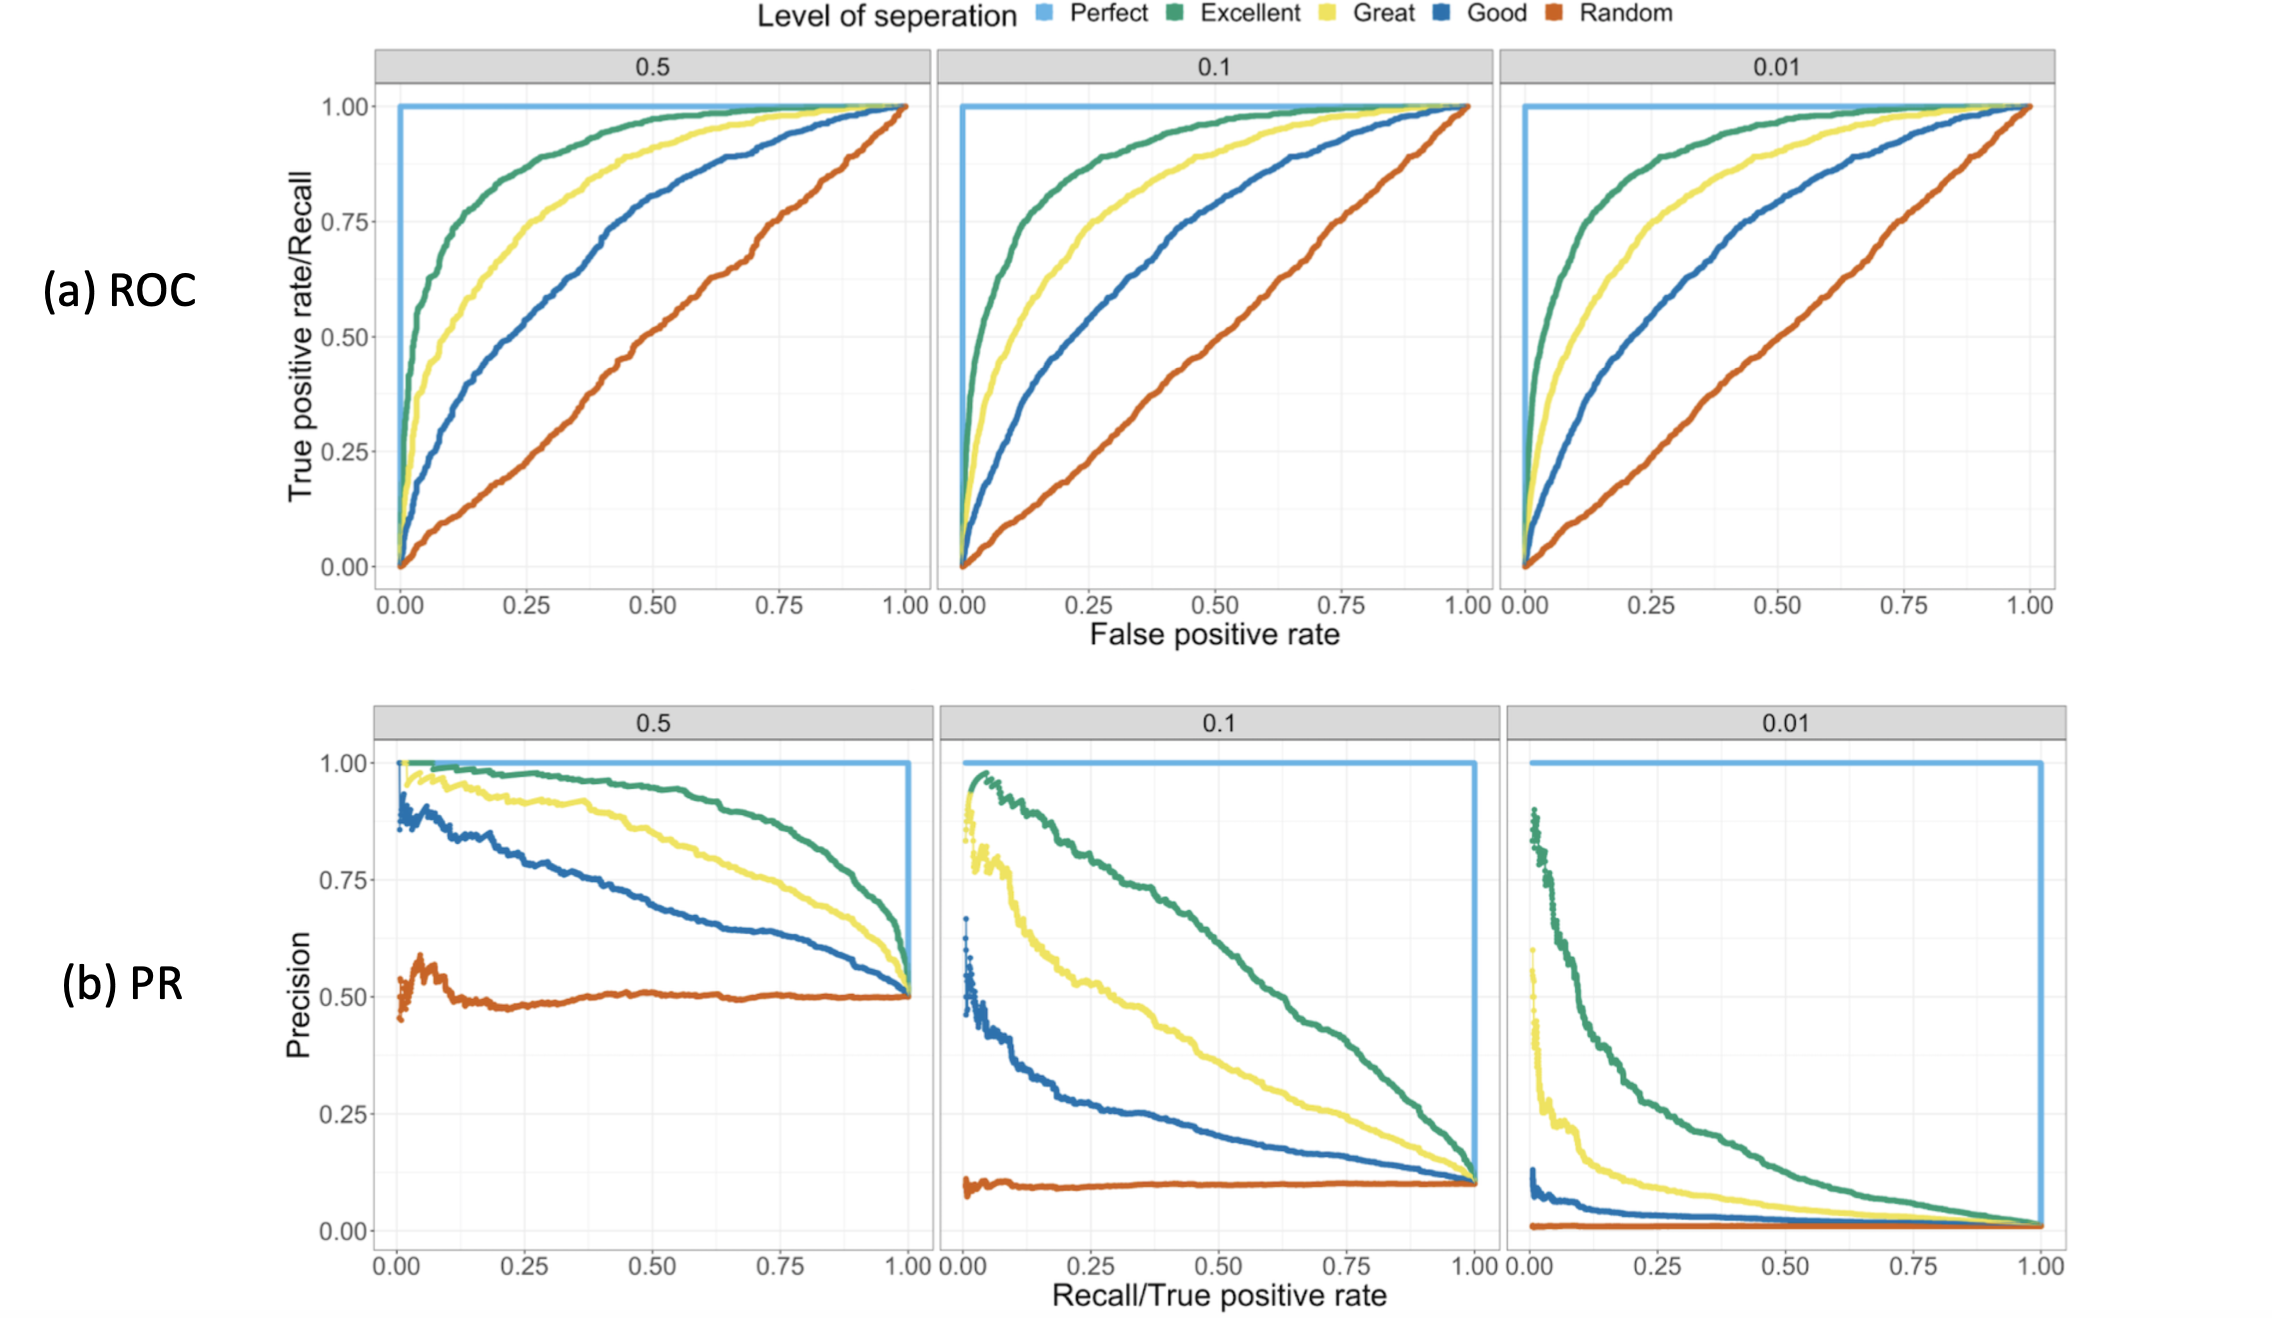 Level of seperation Perfect Excellent Great Good Random
0.5 0.1 0.01
(a) ROC
True positive rate/Recall
1.00
0.75
0.50
0.25
0.00
0.00 0.25 0.50 0.75 1.00 0.00 0.25 0.50 0.75 1.00 0.00 0.25 0.50 0.75 1.00
False positive rate
0.5 0.1 0.01
(b) PR
Precision
1.00
0.75
0.50
0.25
0.00
0.00 0.25 0.50 0.75 1.00 0.00 0.25 0.50 0.75 1.00 0.00 0.25 0.50 0.75 1.00
Recall/True positive rate